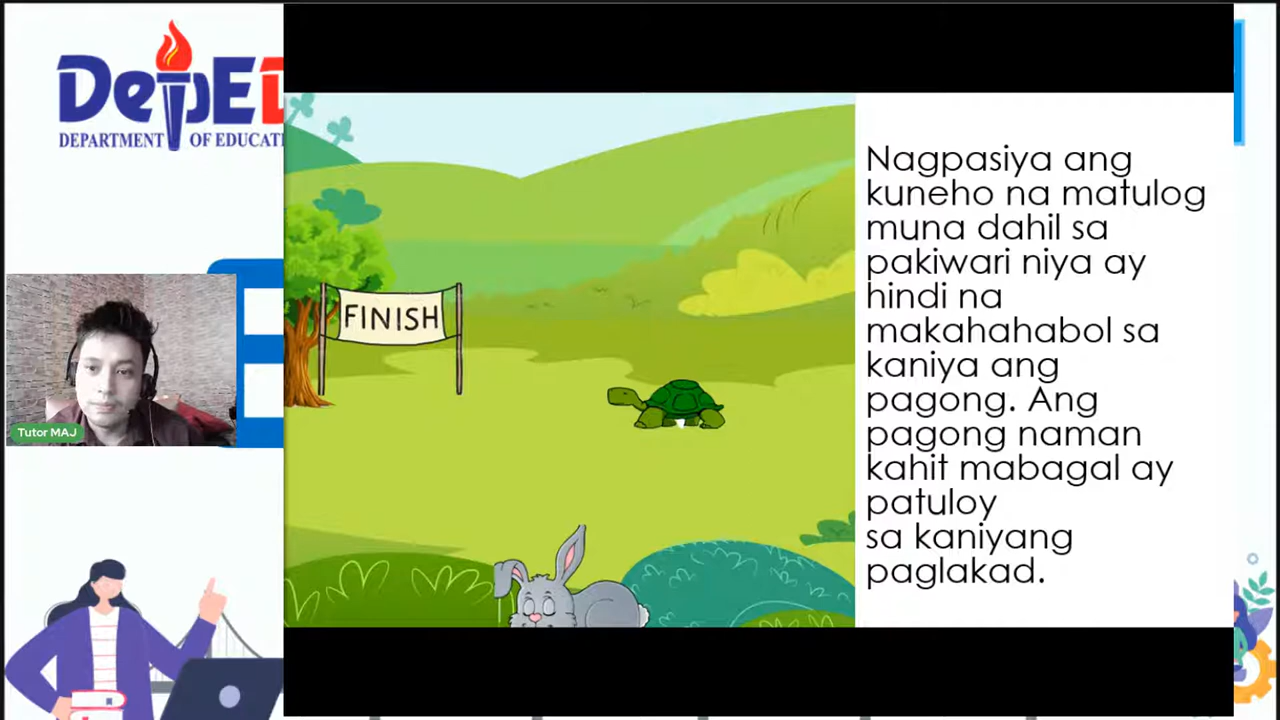 DepED
DEPARTMENT OF EDUCATI
FINISH
Tutor MAJ
Nagpasiya ang
kuneho na matulog
muna dahil sa
pakiwari niya ay
hindi na
makahahabol sa
kaniya ang
pagong. Ang
pagong naman
kahit mabagal ay
patuloy
sa kaniyang
paglakad.